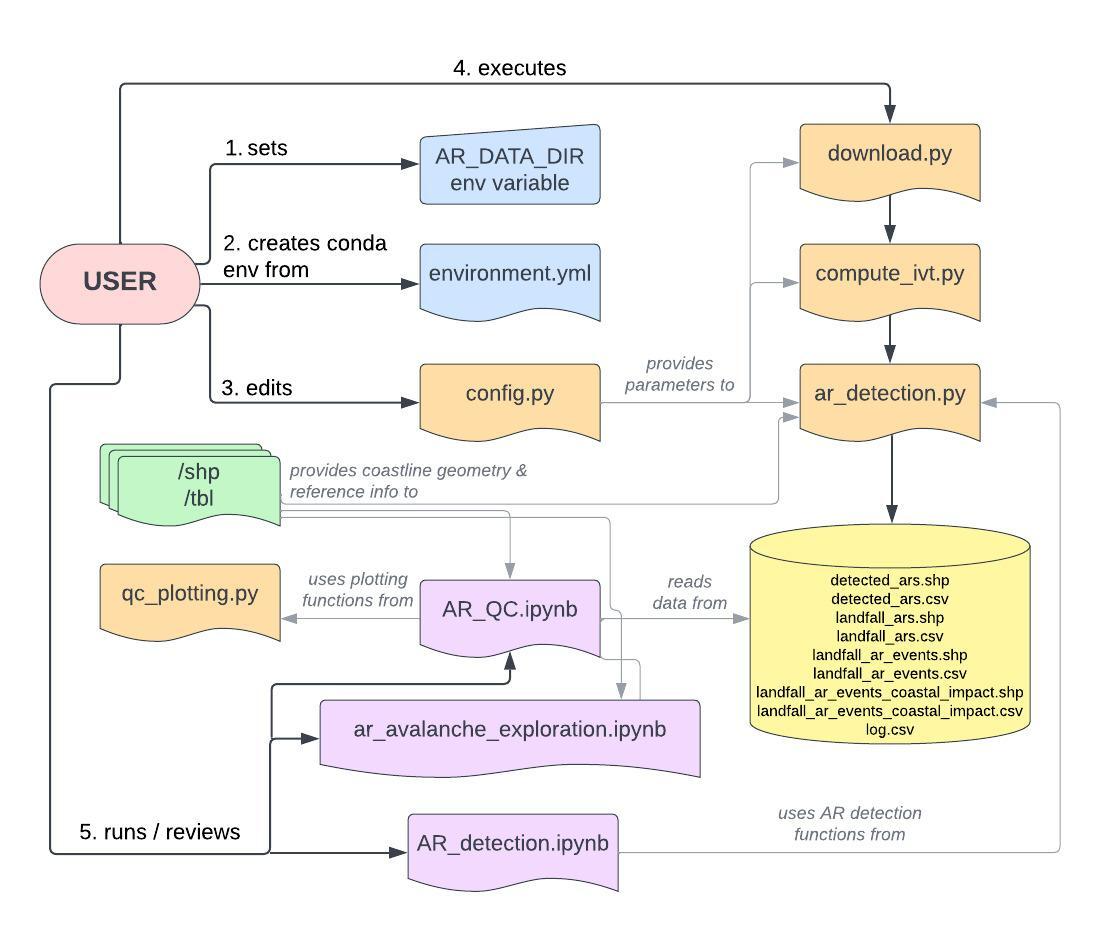 4. executes
1. sets
AR_DATA_DIR
env variable
download.py
USER
2. creates conda
env from
environment.yml
compute_ivt.py
3. edits
config.py
provides
parameters to
ar_detection.py
/shp
/tbl
provides coastline geometry &
reference info to
qc_plotting.py
uses plotting
functions from
AR_QC.ipynb
reads
data from
detected_ars.shp
detected_ars.csv
landfall_ars.shp
landfall_ars.csv
landfall_ar_events.shp
landfall_ar_events.csv
landfall_ar_events_coastal_impact.shp
landfall_ar_events_coastal_impact.csv
log.csv
ar_avalanche_exploration.ipynb
5. runs / reviews
AR_detection.ipynb
uses AR detection
functions from